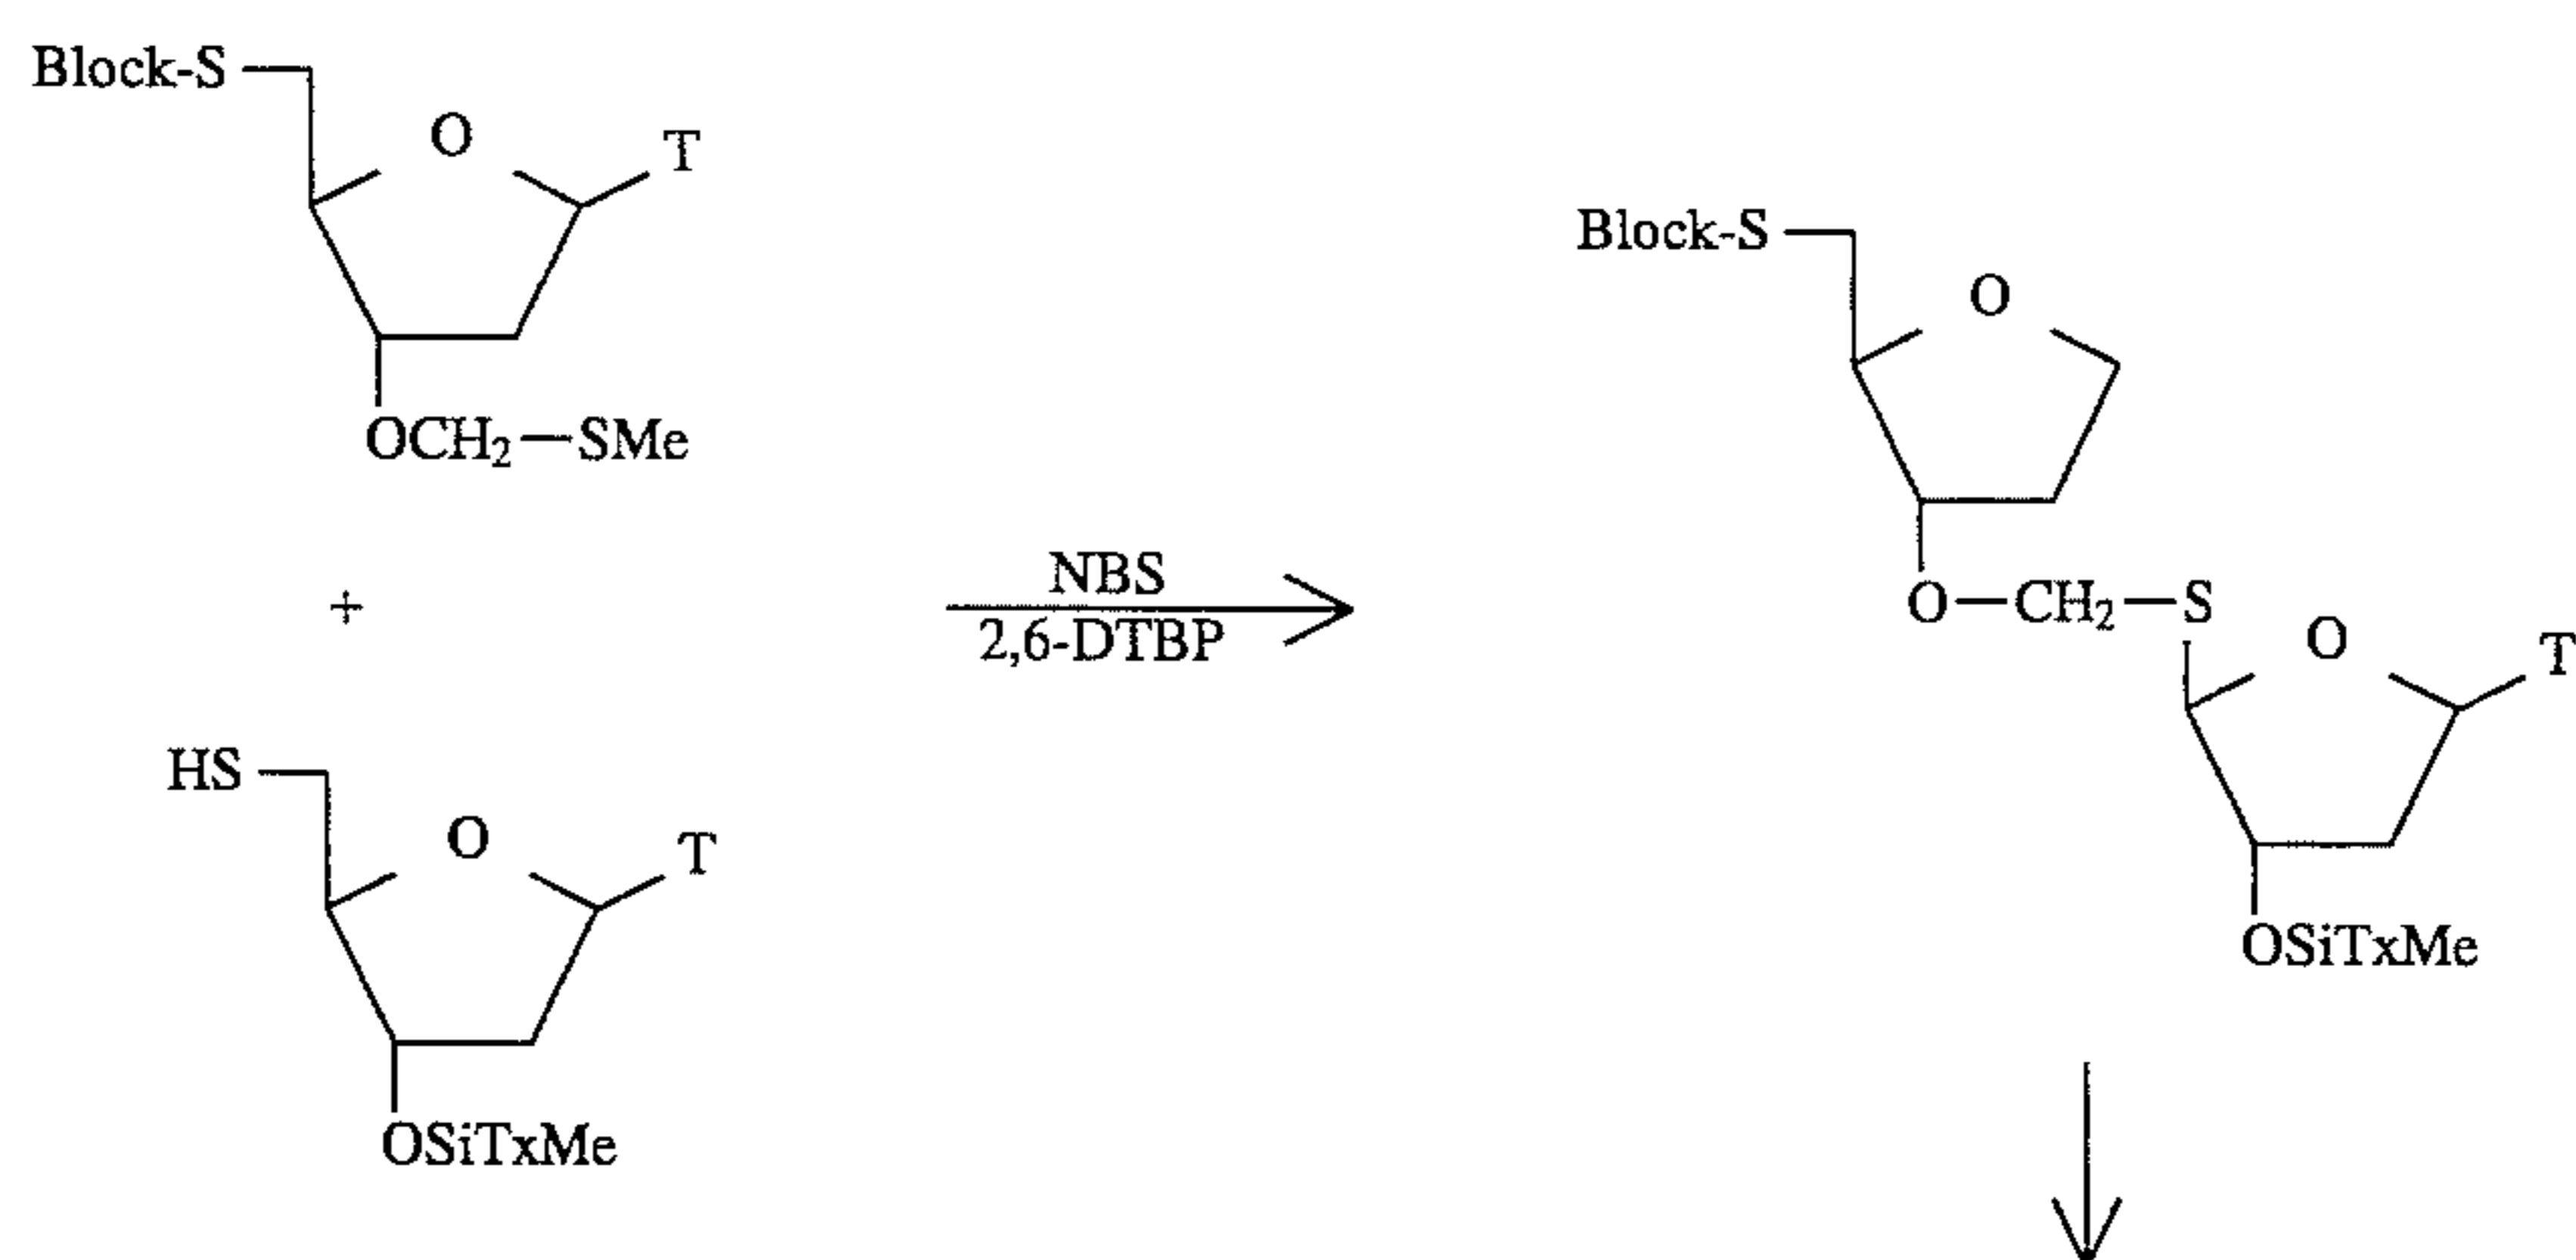 Block-S
O
T
OCH₂—SMe
+
HS
O
T
OSiTxMe
NBS
2,6-DTBP
Block-S
O
O—CH₂—S
O
T
OSiTxMe